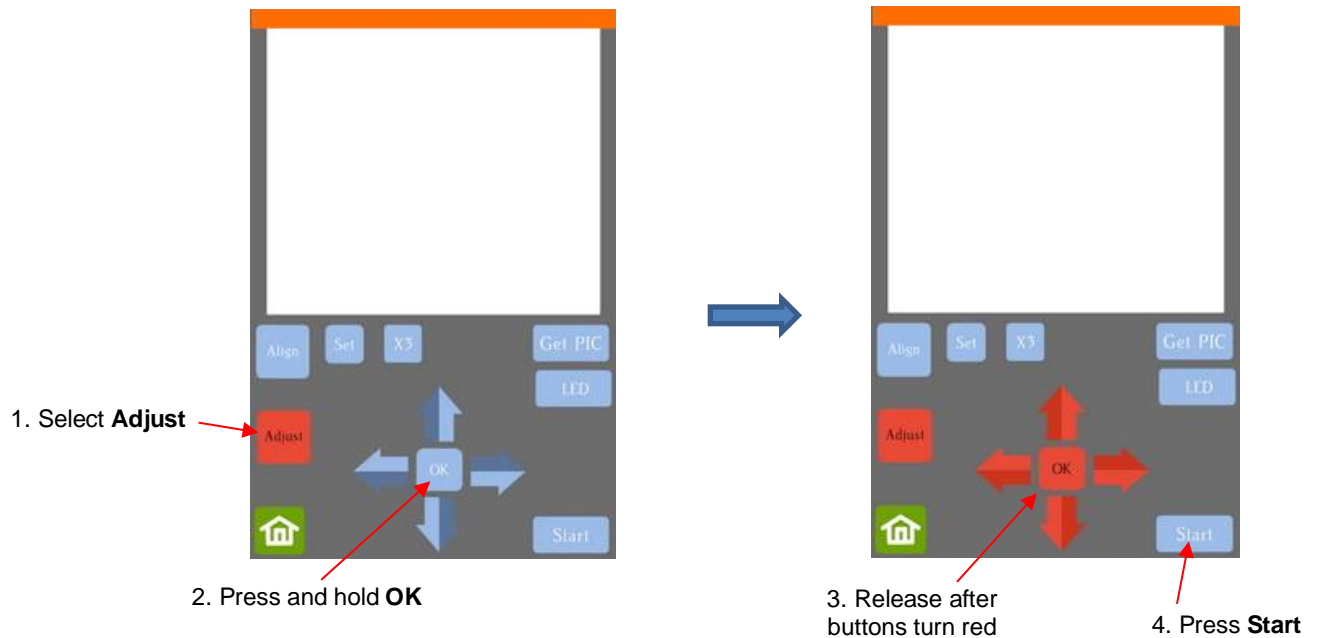 Align
Set
X3
Get PIC
LED
1. Select Adjust
Adjust
OK
Start
2. Press and hold OK
Align
Set
X3
Get PIC
LED
Adjust
OK
Start
3. Release after
buttons turn red
4. Press Start